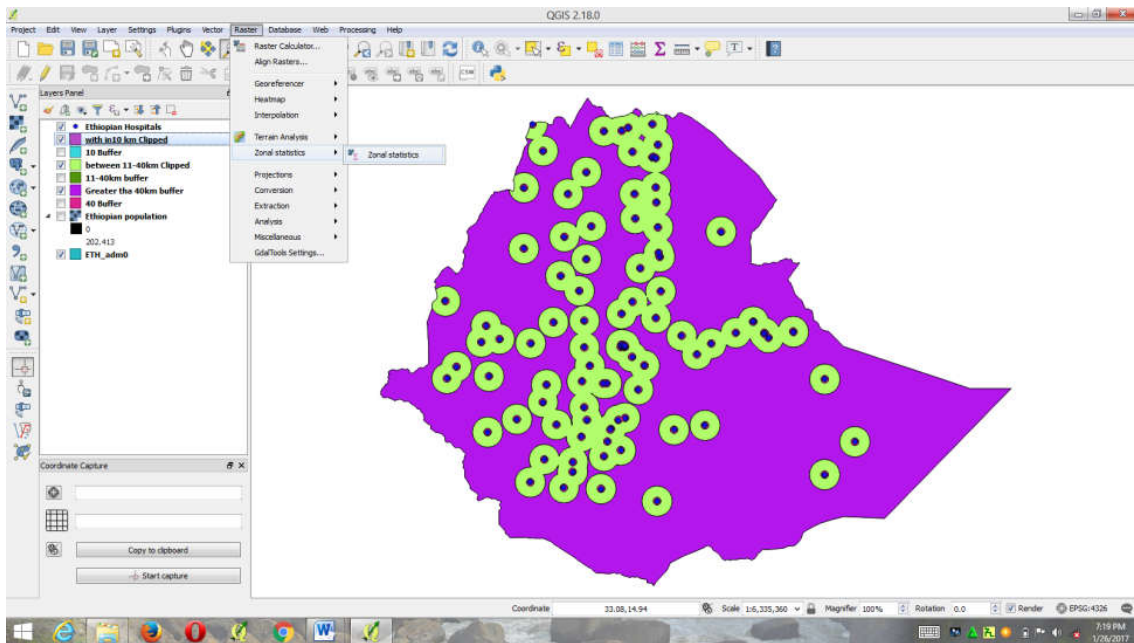 QGIS 2.18.0
Project Edit View Layer Settings Plugins Vector Raster Database Web Processing Help
Raster Calculator...
Align Rasters...
Georeferencer
Heatmap
Interpolation
Terrain Analysis
Zonal statistics
Zonal statistics
Projections
Conversion
Extraction
Analysis
Miscellaneous
GdalTools Settings...
CSW
Layers Panel
Ethiopian Hospitals
with in10 km Clipped
10 Buffer
between 11-40km Clipped
11-40km buffer
Greater tha 40km buffer
40 Buffer
Ethiopian population
0
202.413
ETH_adm0
Coordinate Capture
Copy to clipboard
Start capture
Coordinate 33.08,14.94 Scale 1:6,335,360 Magnifier 100% Rotation 0.0 Render EPSG:4326
7:19 PM
1/26/2017